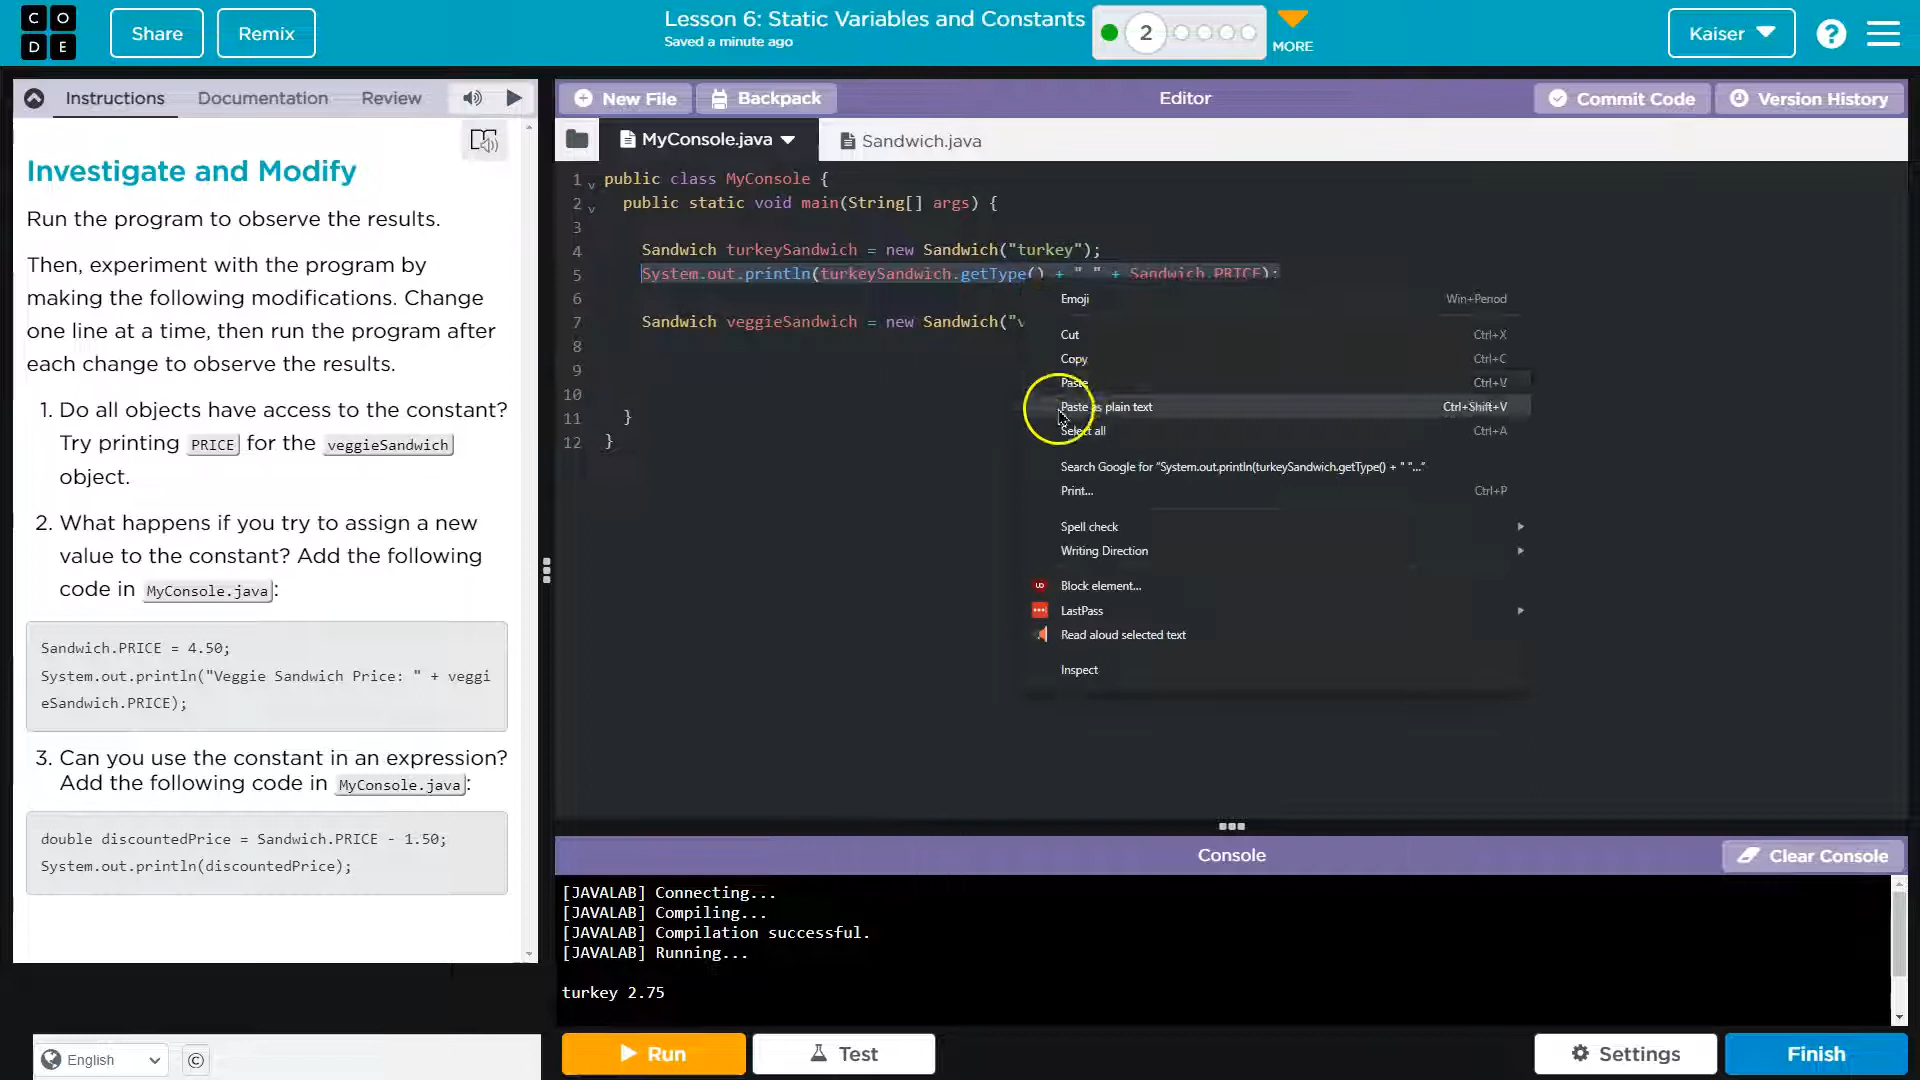 CO
DE
Share
Remix
Lesson 6: Static Variables and Constants
Saved a minute ago
2
MORE
Kaiser
?
Instructions
Documentation
Review
New File
Backpack
Editor
Commit Code
Version History
MyConsole.java
Sandwich.java
Investigate and Modify
Run the program to observe the results.
Then, experiment with the program by
making the following modifications. Change
one line at a time, then run the program after
each change to observe the results.
1. Do all objects have access to the constant?
Try printing PRICE for the veggieSandwich
object.
2. What happens if you try to assign a new
value to the constant? Add the following
code in MyConsole.java:
Sandwich.PRICE = 4.50;
System.out.println("Veggie Sandwich Price: " + veggi
eSandwich.PRICE);
3. Can you use the constant in an expression?
Add the following code in MyConsole.java:
double discountedPrice = Sandwich.PRICE - 1.50;
System.out.println(discountedPrice);
1 public class MyConsole {
2 public static void main(String[] args) {
3
4 Sandwich turkeySandwich = new Sandwich("turkey");
5 System.out.println(turkeySandwich.getType() + " " + Sandwich.PRICE);
6
7 Sandwich veggieSandwich = new Sandwich("v
8
9
10
11 }
12 }
Emoji Win+Period
Cut Ctrl+X
Copy Ctrl+C
Paste Ctrl+V
Paste as plain text Ctrl+Shift+V
Select all Ctrl+A
Search Google for "System.out.println(turkeySandwich.getType() + " "..."
Print... Ctrl+P
Spell check
Writing Direction
Block element...
LastPass
Read aloud selected text
Inspect
Console
Clear Console
[JAVALAB] Connecting...
[JAVALAB] Compiling...
[JAVALAB] Compilation successful.
[JAVALAB] Running...
turkey 2.75
English
©
Run
Test
Settings
Finish